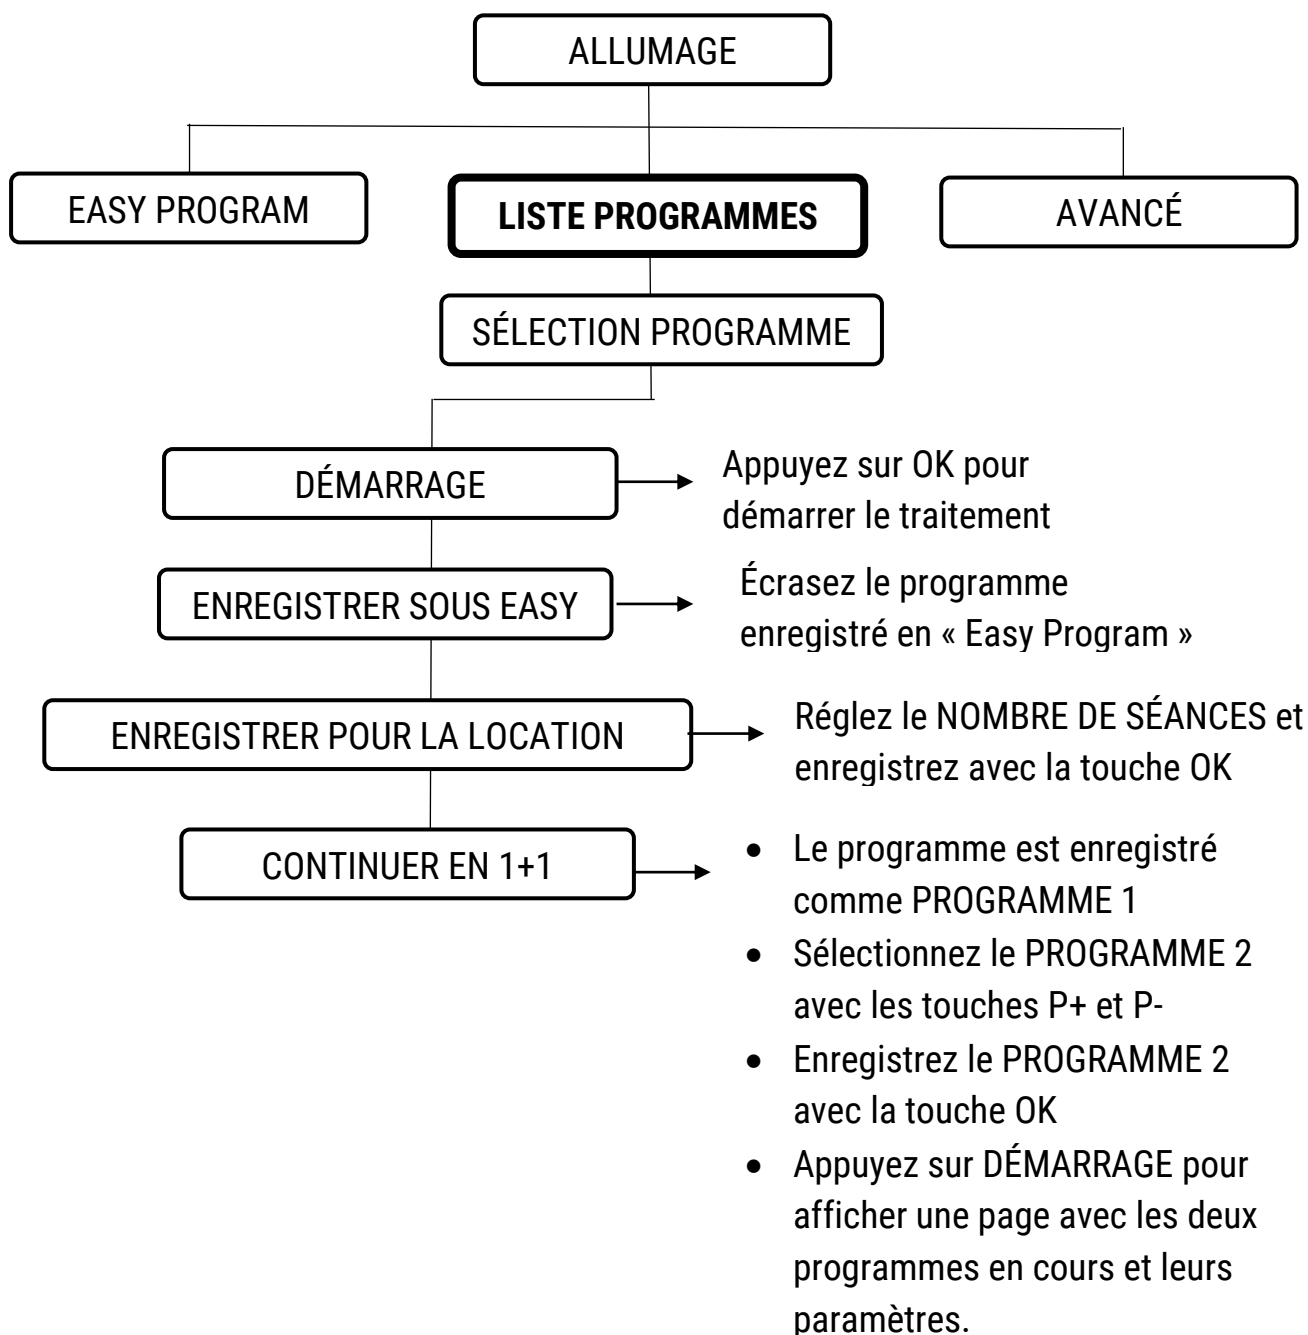 ALLUMAGE
EASY PROGRAM
LISTE PROGRAMMES
AVANCÉ
SÉLECTION PROGRAMME
DÉMARRAGE
Appuyez sur OK pour
démarrer le traitement
ENREGISTRER SOUS EASY
Écrasez le programme
enregistré en « Easy Program »
ENREGISTRER POUR LA LOCATION
Réglez le NOMBRE DE SÉANCES et
enregistrez avec la touche OK
CONTINUER EN 1+1
• Le programme est enregistré
comme PROGRAMME 1
• Sélectionnez le PROGRAMME 2
avec les touches P+ et P-
• Enregistrez le PROGRAMME 2
avec la touche OK
• Appuyez sur DÉMARRAGE pour
afficher une page avec les deux
programmes en cours et leurs
paramètres.